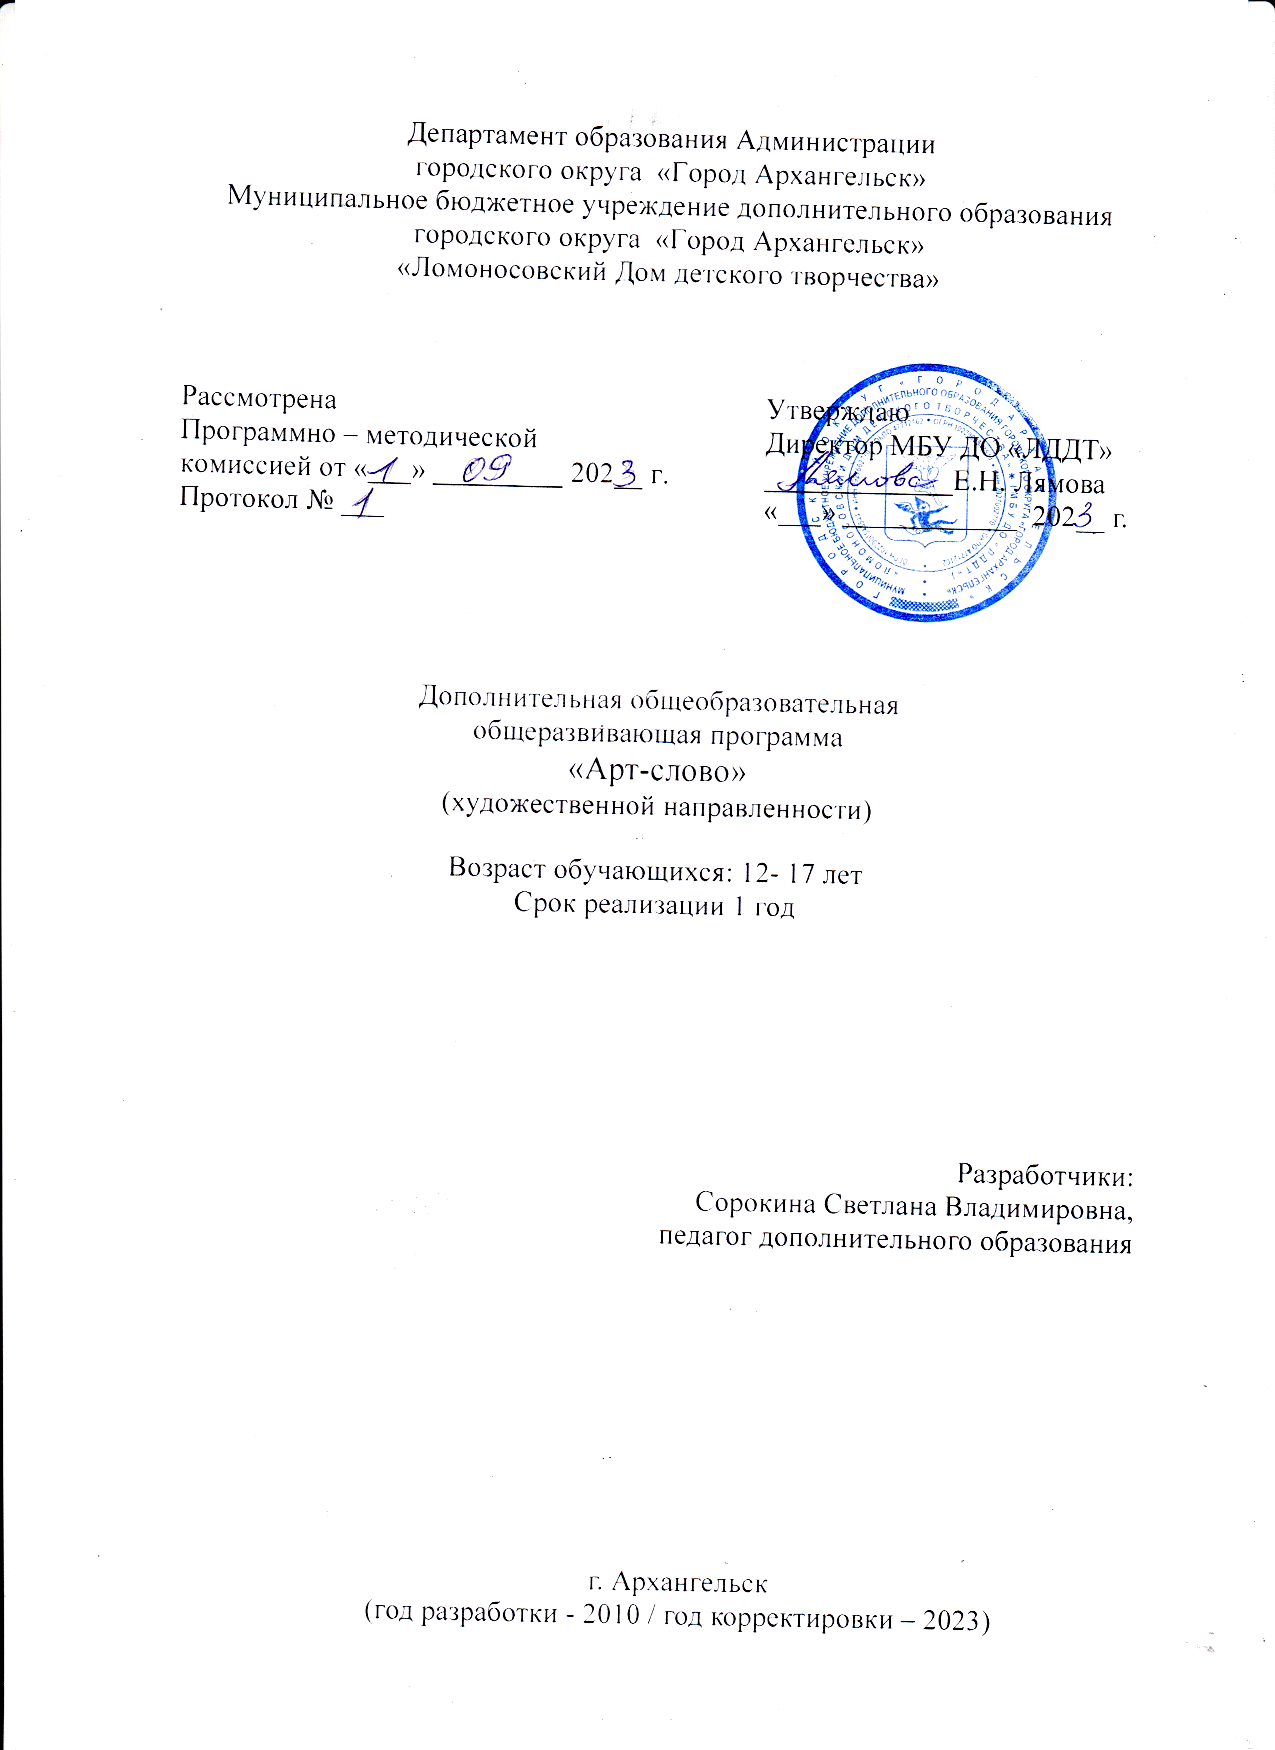 Департамент образования Администрации
городского округа «Город Архангельск»
Муниципальное бюджетное учреждение дополнительного образования
городского округа «Город Архангельск»
«Ломоносовский Дом детского творчества»
Рассмотрена
Программно – методической
комиссией от «1» 09 2023 г.
Протокол № 1
Утверждаю
Директор МБУ ДО «ЛДДТ»
Е.Н. Лямова
«___» ____________ 2023 г.
Дополнительная общеобразовательная
общеразвивающая программа
«Арт-слово»
(художественной направленности)
Возраст обучающихся: 12- 17 лет
Срок реализации 1 год
Разработчики:
Сорокина Светлана Владимировна,
педагог дополнительного образования
г. Архангельск
(год разработки - 2010 / год корректировки – 2023)